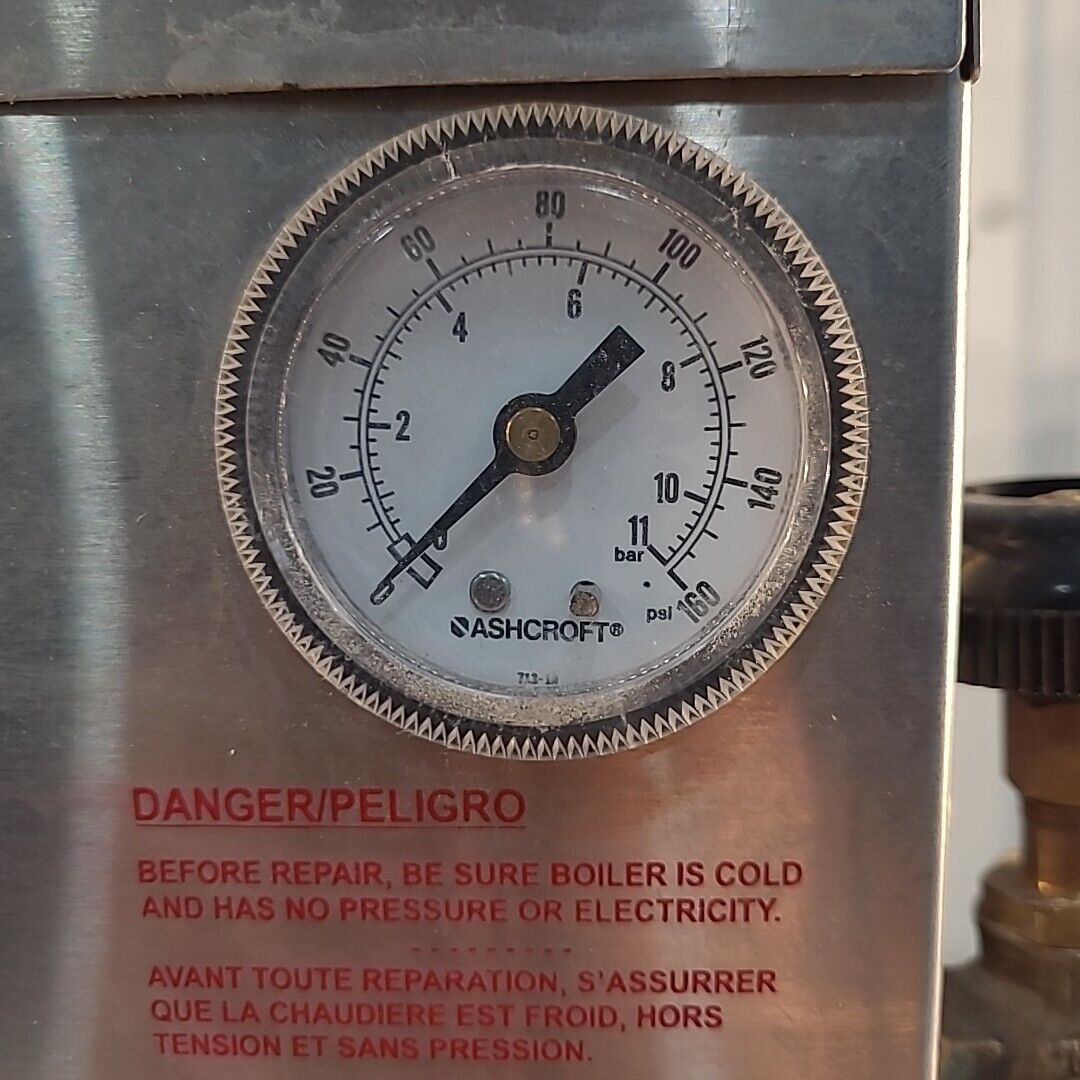 80
60
100
6
4
40
120
8
2
20
10
140
11
bar
0
0
psi 160
ASHCROFT®
DANGER/PELIGRO
BEFORE REPAIR, BE SURE BOILER IS COLD
AND HAS NO PRESSURE OR ELECTRICITY.
- - - - - - - - -
AVANT TOUTE REPARATION, S'ASSURRER
QUE LA CHAUDIERE EST FROID, HORS
TENSION ET SANS PRESSION.